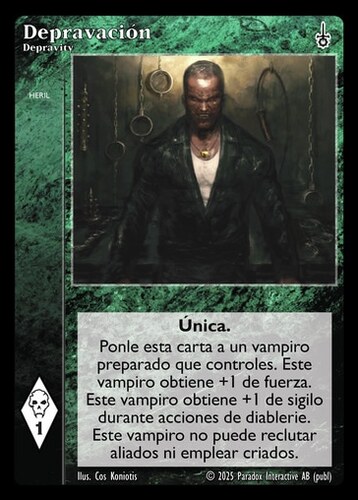 Depravación
Depravity
HERIL
Única.
Ponle esta carta a un vampiro
preparado que controles. Este
vampiro obtiene +1 de fuerza.
Este vampiro obtiene +1 de sigilo
durante acciones de diablerie.
Este vampiro no puede reclutar
aliados ni emplear criados.
1
Ilus. Cos Koniotis © 2025 Paradox Interactive AB (publ)